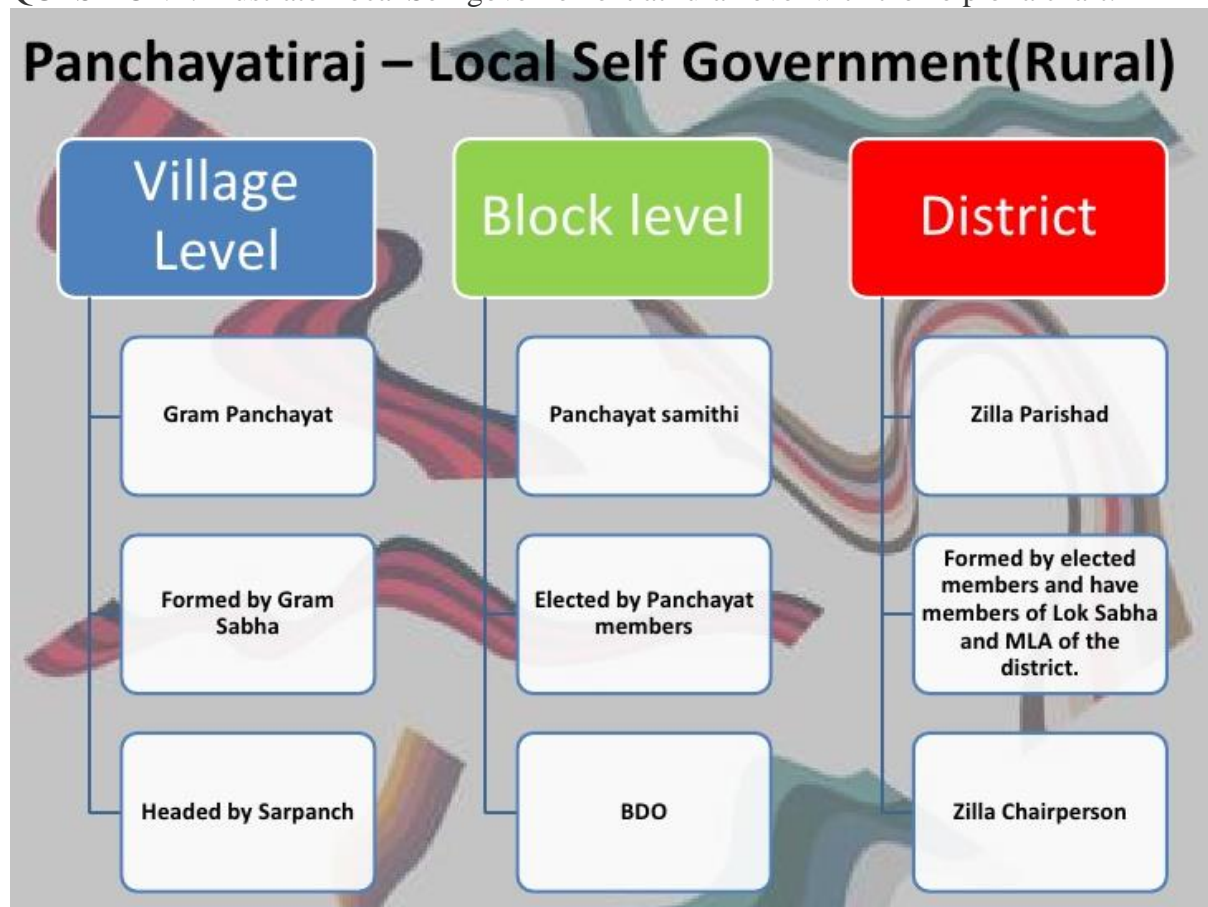 Panchayatiraj – Local Self Government(Rural)
Village
Level
Gram Panchayat
Formed by Gram
Sabha
Headed by Sarpanch
Block level
Panchayat samithi
Elected by Panchayat
members
BDO
District
Zilla Parishad
Formed by elected
members and have
members of Lok Sabha
and MLA of the
district.
Zilla Chairperson